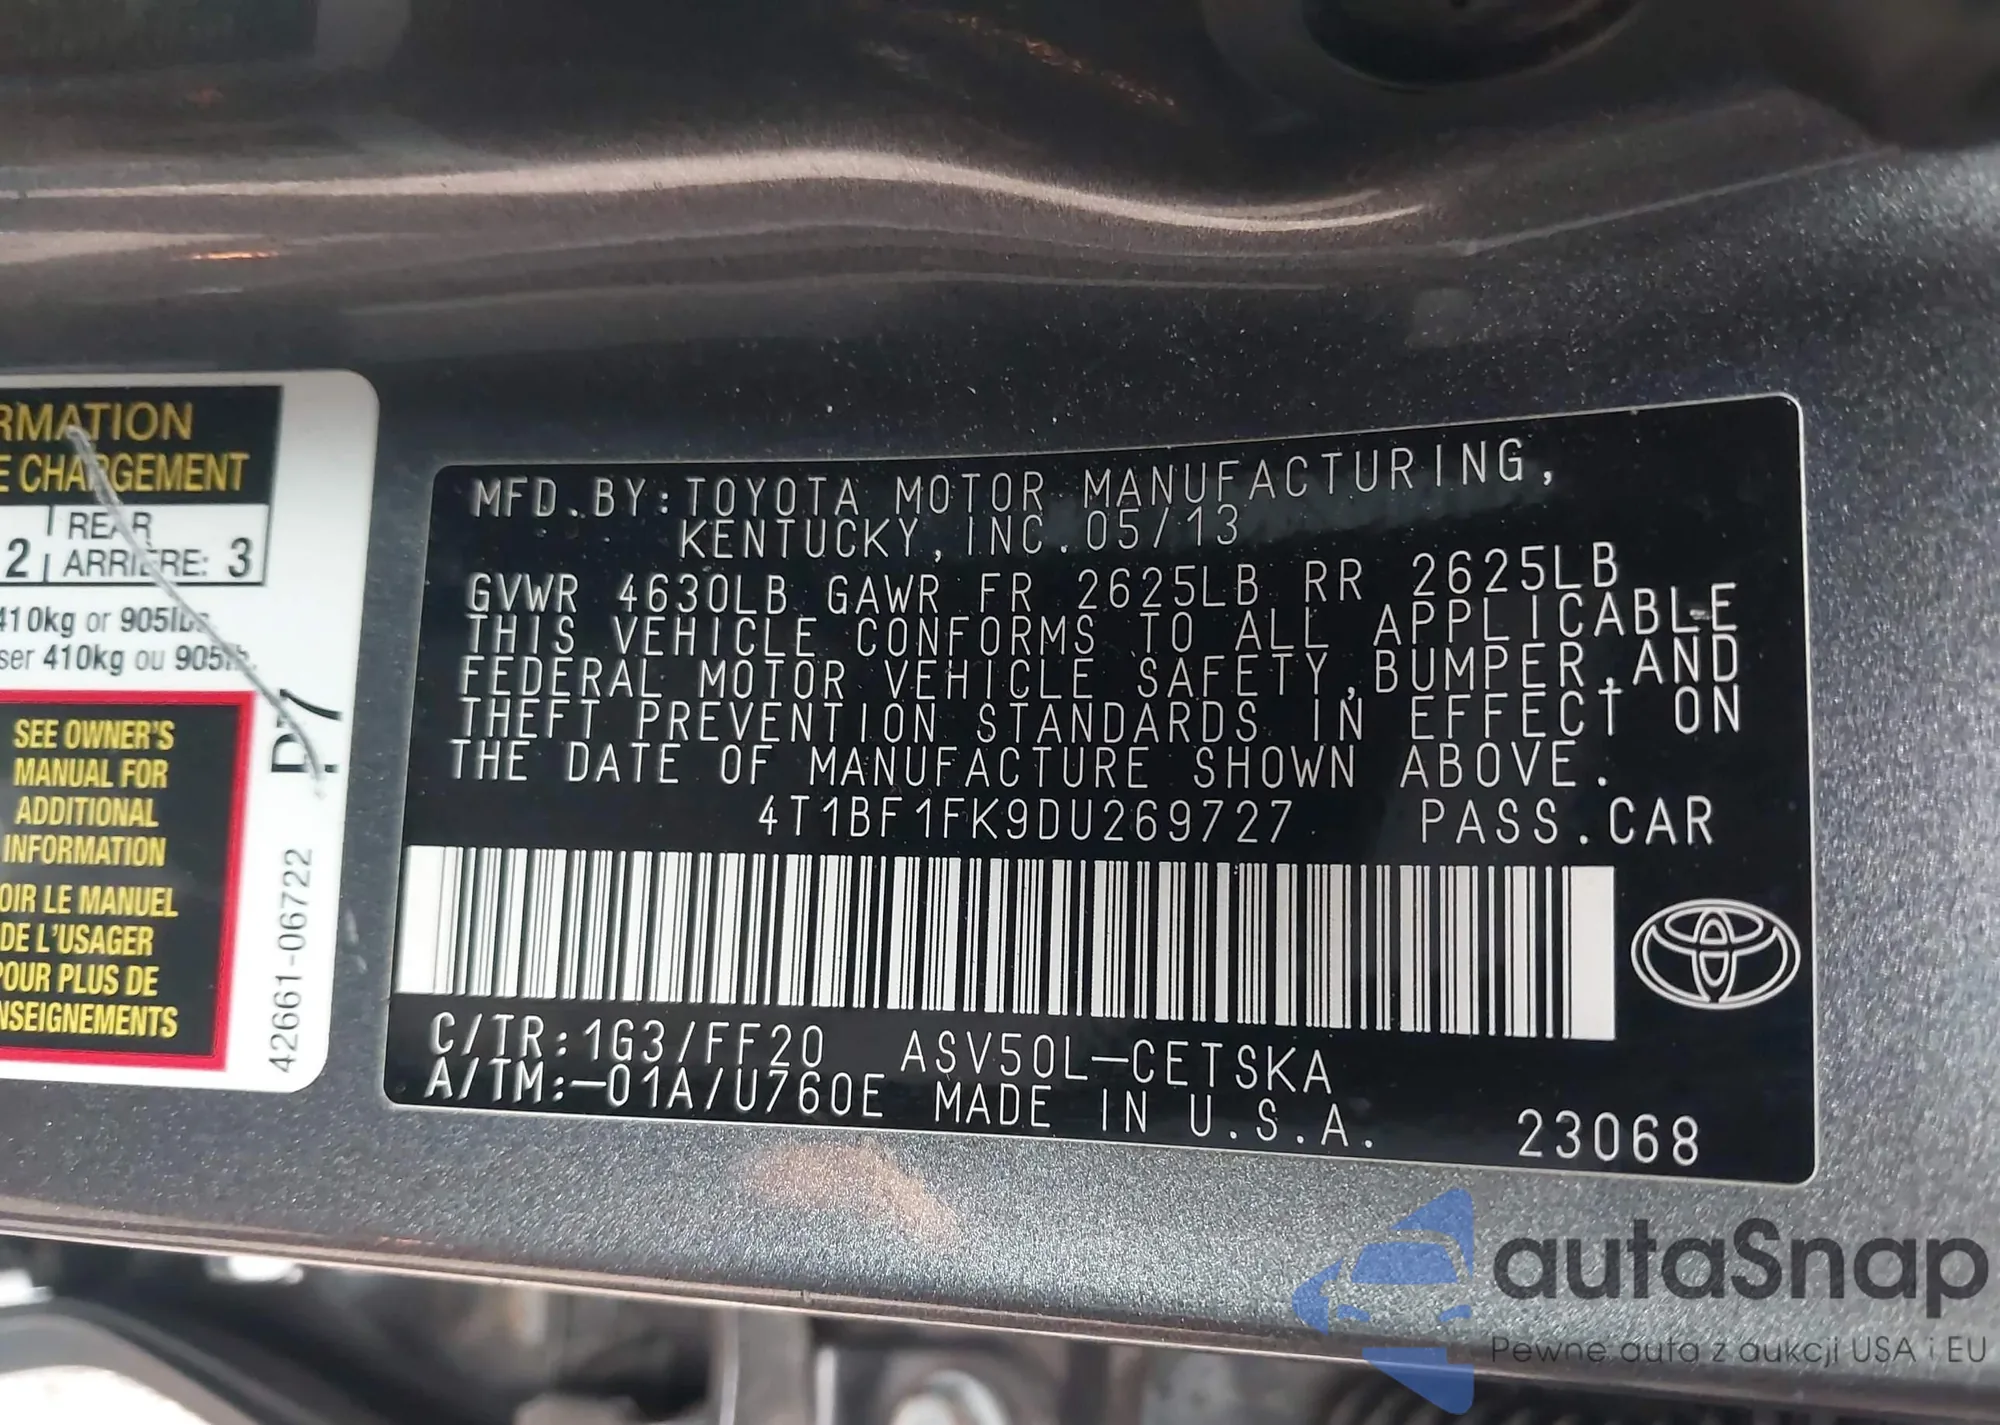 RMATION
E CHARGEMENT
2 REAR
ARRIÈRE: 3
410kg or 905lbs.
ser 410kg ou 905lb.
SEE OWNER'S
MANUAL FOR
ADDITIONAL
INFORMATION
OIR LE MANUEL
DE L'USAGER
POUR PLUS DE
NSEIGNEMENTS
42661-06722
MFD.BY:TOYOTA MOTOR MANUFACTURING,
KENTUCKY,INC.05/13
GVWR 4630LB GAWR FR 2625LB RR 2625LB
THIS VEHICLE CONFORMS TO ALL APPLICABLE
FEDERAL MOTOR VEHICLE SAFETY,BUMPER,AND
THEFT PREVENTION STANDARDS IN EFFECT ON
THE DATE OF MANUFACTURE SHOWN ABOVE.
4T1BF1FK9DU269727 PASS.CAR
C/TR:1G3/FF20 ASV50L-CETSKA
A/TM:-01A/U760E MADE IN U.S.A.
23068
autaSnap
Pewne auta z aukcji USA i EU